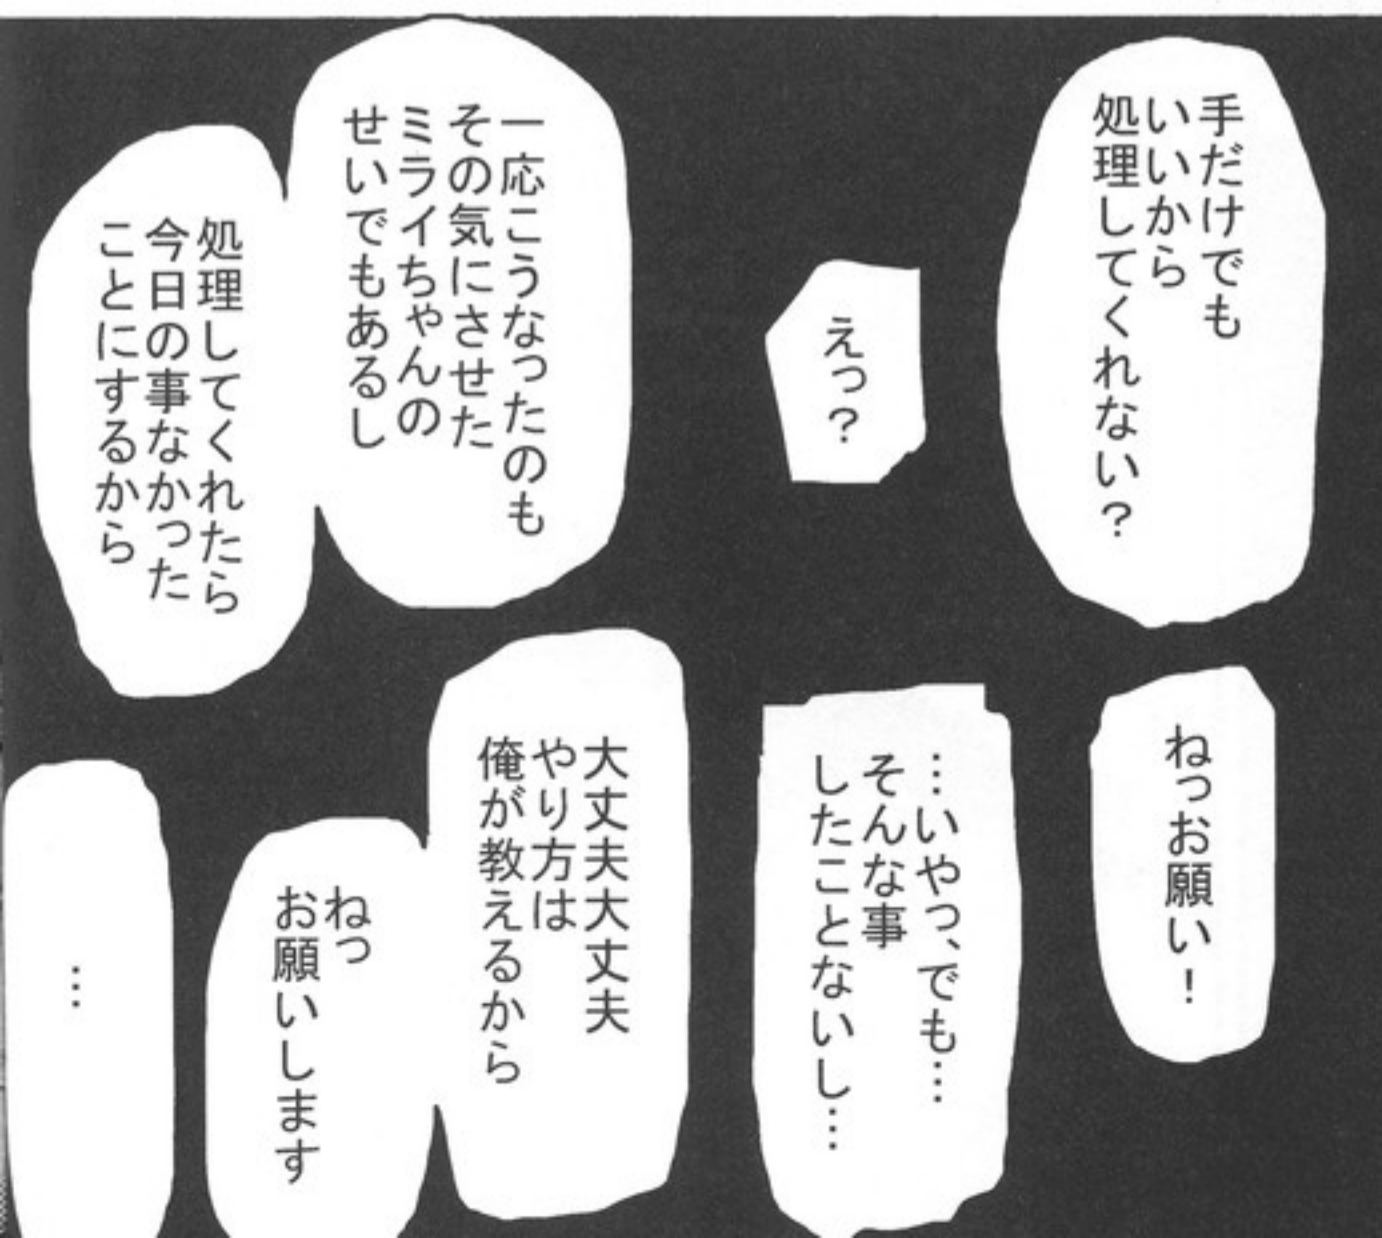 手だけでも
いいから
処理してくれない？
ねっお願い！
えっ？
…いやっ、でも…
そんな事
したことないし…
一応こうなったのも
その気にさせた
ミライちゃんの
せいでもあるし
処理してくれたら
今日の事なかった
ことにするから
大丈夫大丈夫
やり方は
俺が教えるから
ねっ
お願いします
…